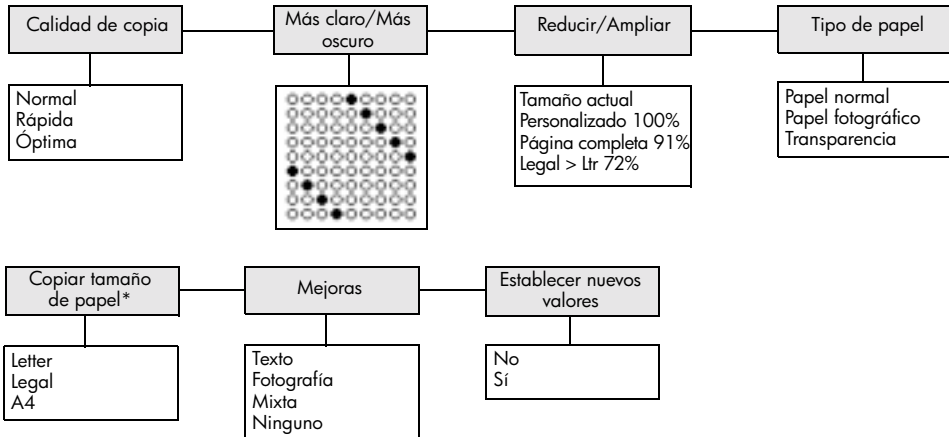 Calidad de copia
Normal
Rápida
Óptima
Más claro/Más
oscuro
Reducir/Ampliar
Tamaño actual
Personalizado 100%
Página completa 91%
Legal > Ltr 72%
Tipo de papel
Papel normal
Papel fotográfico
Transparencia
Copiar tamaño
de papel*
Letter
Legal
A4
Mejoras
Texto
Fotografía
Mixta
Ninguno
Establecer nuevos
valores
No
Sí